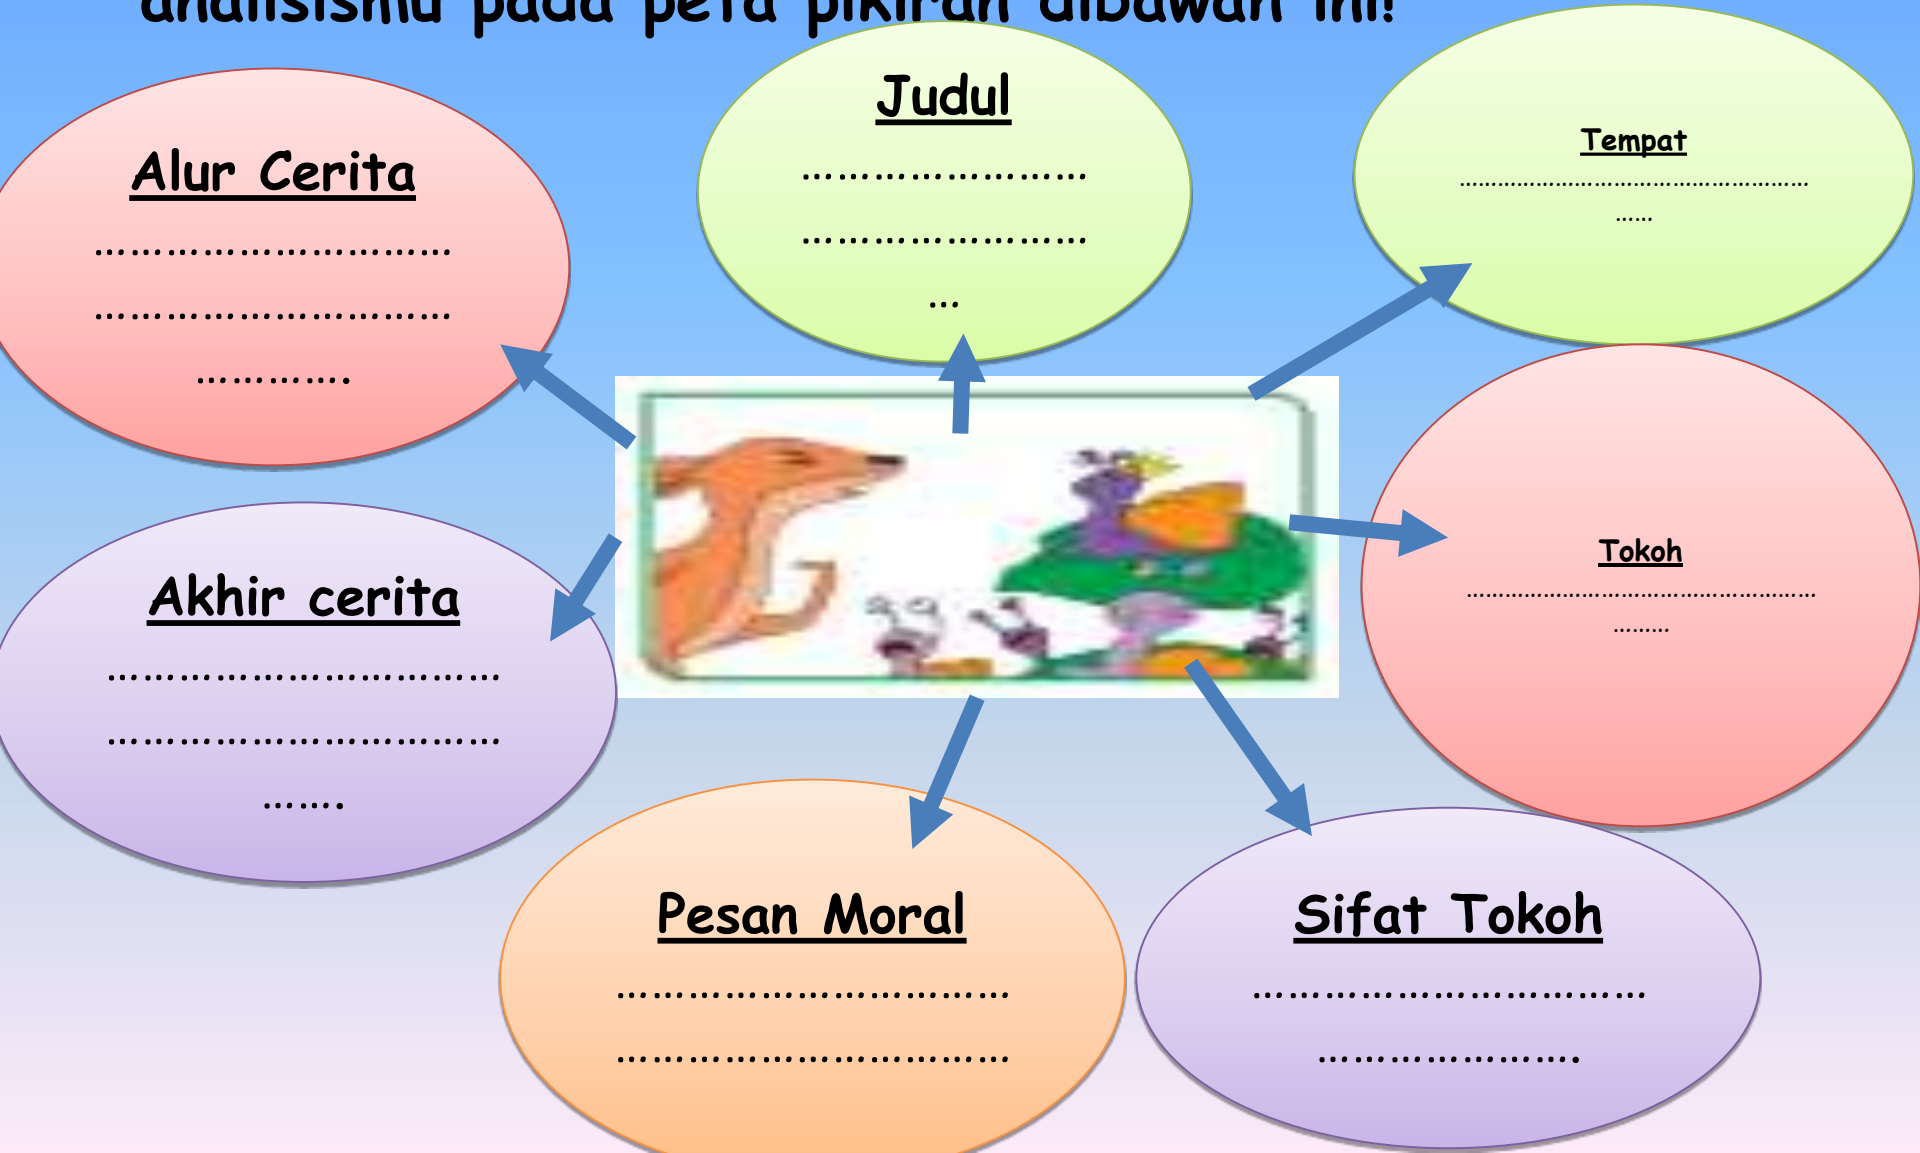 analisismu pada peta pikiran dibawah ini!
Judul
……………………
……………………
…
Tempat
………………………………………………
……
Alur Cerita
…………………………
…………………………
………….
Tokoh
………………………………………………
………
Akhir cerita
……………………………
……………………………
…….
Pesan Moral
……………………………
……………………………
Sifat Tokoh
……………………………
………………….